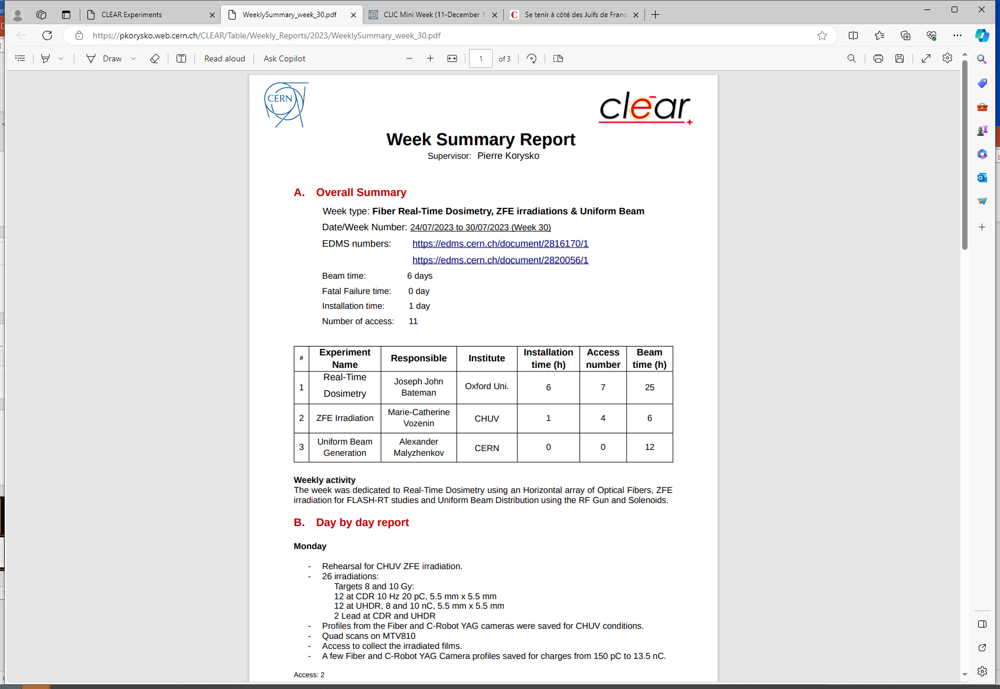 CLEAR Experiments
WeeklySummary_week_30.pdf
CLIC Mini Week (11-December 1
Se tenir à côté des Juifs de Franc
https://pkorysko.web.cern.ch/CLEAR/Table/Weekly_Reports/2023/WeeklySummary_week_30.pdf
Draw
Read aloud
Ask Copilot
1 of 3
CERN
clear
Week Summary Report
Supervisor: Pierre Korysko
A. Overall Summary
Week type: Fiber Real-Time Dosimetry, ZFE irradiations & Uniform Beam
Date/Week Number: 24/07/2023 to 30/07/2023 (Week 30)
EDMS numbers: https://edms.cern.ch/document/2816170/1
https://edms.cern.ch/document/2820056/1
Beam time: 6 days
Fatal Failure time: 0 day
Installation time: 1 day
Number of access: 11
# Experiment Name Responsible Institute Installation time (h) Access number Beam time (h)
1 Real-Time Dosimetry Joseph John Bateman Oxford Uni. 6 7 25
2 ZFE Irradiation Marie-Catherine Vozenin CHUV 1 4 6
3 Uniform Beam Generation Alexander Malyzhenkov CERN 0 0 12
Weekly activity
The week was dedicated to Real-Time Dosimetry using an Horizontal array of Optical Fibers, ZFE
irradiation for FLASH-RT studies and Uniform Beam Distribution using the RF Gun and Solenoids.
B. Day by day report
Monday
- Rehearsal for CHUV ZFE irradiation.
- 26 irradiations:
Targets 8 and 10 Gy:
12 at CDR 10 Hz 20 pC, 5.5 mm x 5.5 mm
12 at UHDR, 8 and 10 nC, 5.5 mm x 5.5 mm
2 Lead at CDR and UHDR
- Profiles from the Fiber and C-Robot YAG cameras were saved for CHUV conditions.
- Quad scans on MTV810
- Access to collect the irradiated films.
- A few Fiber and C-Robot YAG Camera profiles saved for charges from 150 pC to 13.5 nC.
Access: 2